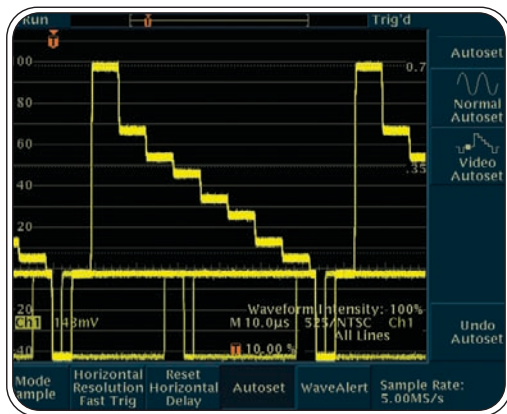 Run Trig'd
Autoset
00 0.7
Normal
Autoset
80
60
Video
Autoset
.35
40
20
20
Waveform Intensity: 100%
Ch1 143mV M 10.0µs 525/NTSC Ch1
All Lines
40
T 10.00 %
Undo
Autoset
Mode
ample
Horizontal
Resolution
Fast Trig
Reset
Horizontal
Delay
Autoset
WaveAlert
Sample Rate:
5.00MS/s